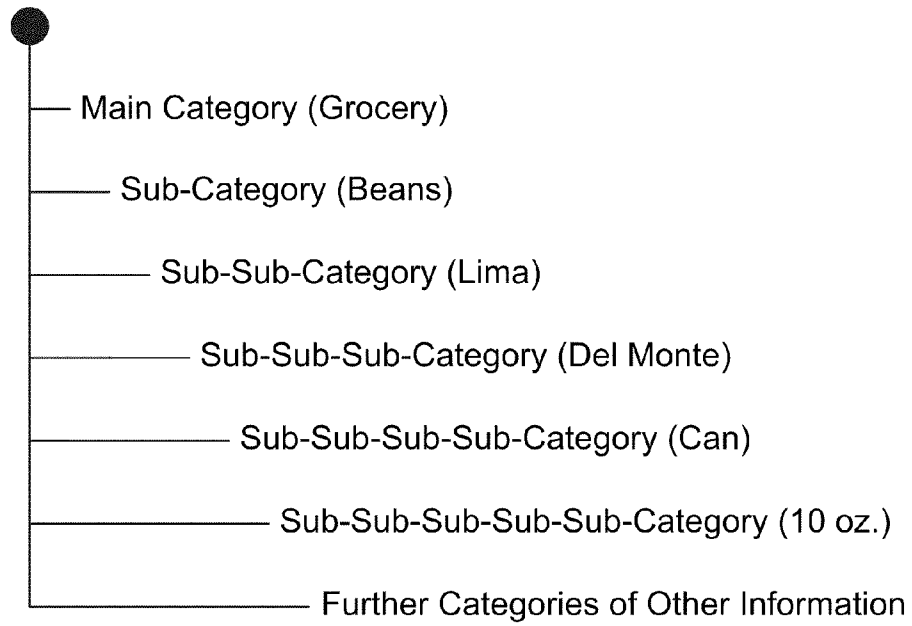 Main Category (Grocery)
Sub-Category (Beans)
Sub-Sub-Category (Lima)
Sub-Sub-Sub-Category (Del Monte)
Sub-Sub-Sub-Sub-Category (Can)
Sub-Sub-Sub-Sub-Sub-Category (10 oz.)
Further Categories of Other Information